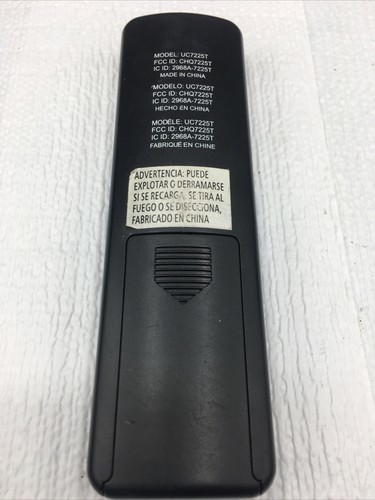 MODEL: UC7225T
FCC ID: CHQ7225T
IC ID: 2968A-7225T
MADE IN CHINA
MODELO: UC7225T
FCC ID: CHQ7225T
IC ID: 2968A-7225T
HECHO EN CHINA
MODÈLE: UC7225T
FCC ID: CHQ7225T
IC ID: 2968A-7225T
FABRIQUÉ EN CHINE
ADVERTENCIA: PUEDE
EXPLOTAR O DERRAMARSE
SI SE RECARGA, SE TIRA AL
FUEGO O SE DISECCIONA,
FABRICADO EN CHINA